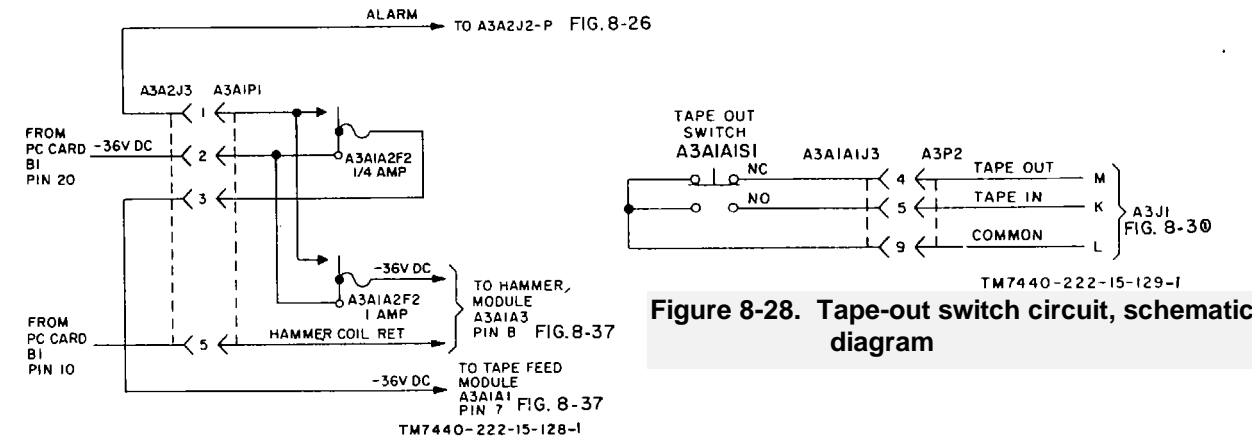 ALARM
TO A3A2J2-P FIG. 8-26
A3A2J3 A3A1P1
1
FROM
PC CARD
B1
PIN 20
-36V DC
2
A3A1A2F2
1/4 AMP
3
-36V DC
A3A1A2F2
1 AMP
TO HAMMER,
MODULE
A3A1A3
PIN 8 FIG. 8-37
FROM
PC CARD
B1
PIN 10
5
HAMMER COIL RET
-36V DC
TO TAPE FEED
MODULE
A3A1A1
PIN 7 FIG. 8-37
TM7440-222-15-128-1
TAPE OUT
SWITCH
A3A1A1S1
A3A1A1J3 A3P2
NC
4
TAPE OUT
M
NO
5
TAPE IN
K
9
COMMON
L
A3J1
FIG. 8-30
TM7440-222-15-129-1
Figure 8-28. Tape-out switch circuit, schematic
diagram